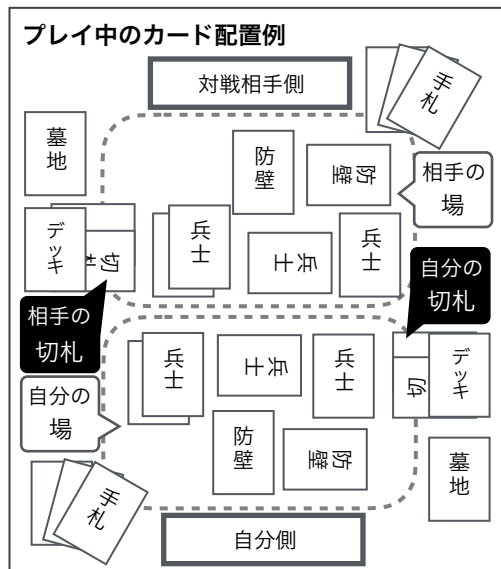 プレイ中のカード配置例
対戦相手側
手札
墓地
防壁
防壁
相手の
場
デッキ
切札
兵士
兵士
兵士
自分の
切札
相手の
切札
兵士
兵士
兵士
切
デッキ
自分の
場
防壁
防壁
墓地
手札
自分側